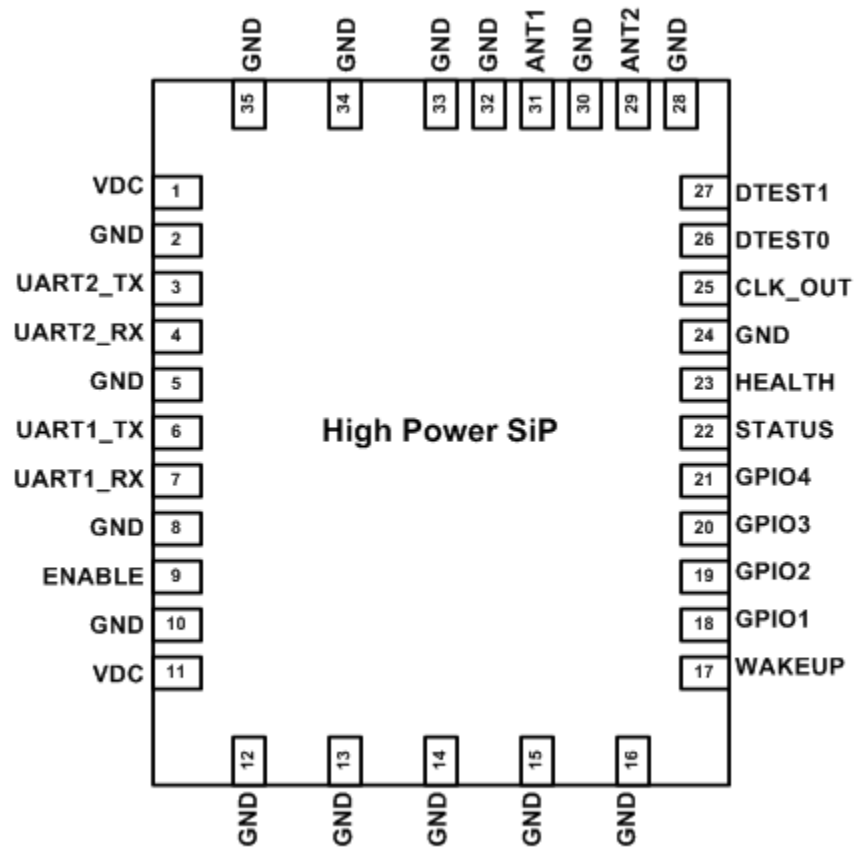 GND GND GND GND ANT1 GND ANT2 GND
35 34 33 32 31 30 29 28
VDC 1 27 DTEST1
GND 2 26 DTEST0
UART2_TX 3 25 CLK_OUT
UART2_RX 4 24 GND
GND 5 23 HEALTH
UART1_TX 6 High Power SiP 22 STATUS
UART1_RX 7 21 GPIO4
GND 8 20 GPIO3
ENABLE 9 19 GPIO2
GND 10 18 GPIO1
VDC 11 17 WAKEUP
12 13 14 15 16
GND GND GND GND GND